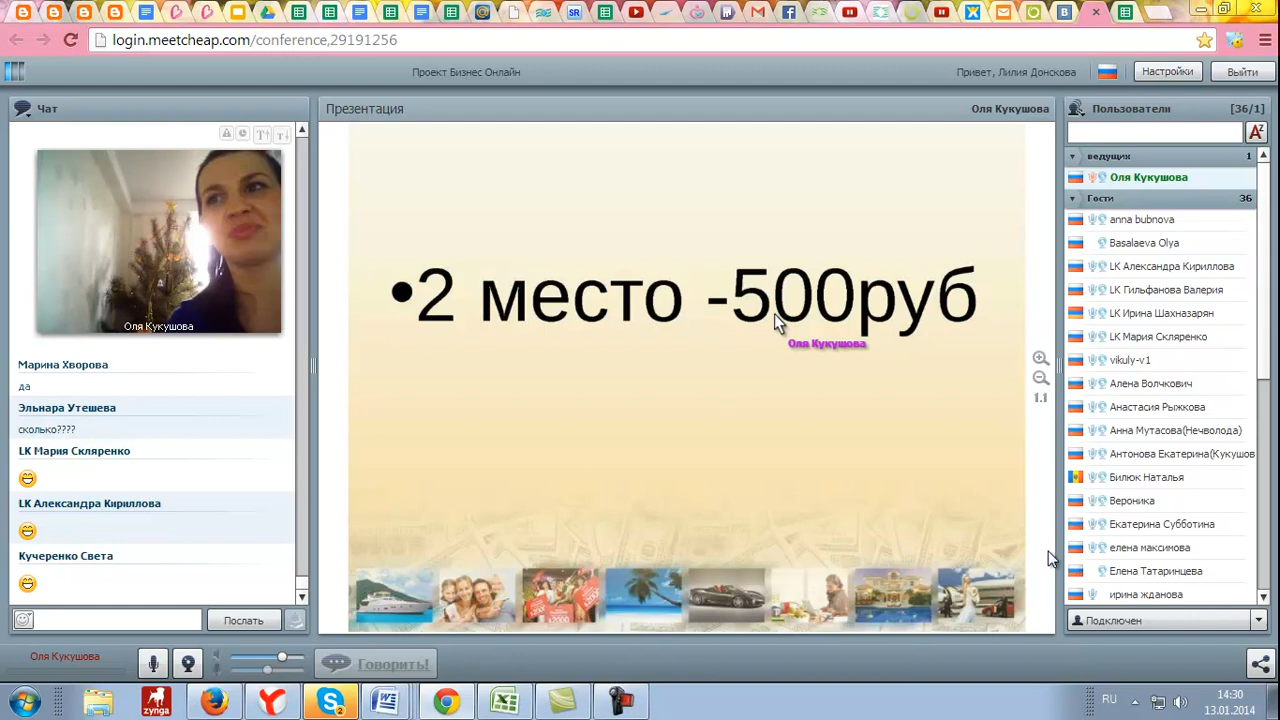 login.meetcheap.com/conference,29191256
Проект Бизнес Онлайн
Привет, Лилия Донскова
Настройки
Выйти
Чат
Оля Кукушова
Марина Хворова
да
Эльнара Утешева
сколько????
LK Мария Скляренко
LK Александра Кириллова
Кучеренко Света
Послать
Презентация
Оля Кукушова
•2 место -500руб
Оля Кукушова
1.1
Пользователи
[36/1]
ведущих 1
Оля Кукушова
Гости 36
anna bubnova
Basalaeva Olya
LK Александра Кириллова
LK Гильфанова Валерия
LK Ирина Шахназарян
LK Мария Скляренко
vikuly-v1
Алена Волчкович
Анастасия Рыжкова
Анна Мутасова(Нечволода)
Антонова Екатерина(Кукушов
Билюк Наталья
Вероника
Екатерина Субботина
елена максимова
Елена Татаринцева
ирина жданова
Подключен
Оля Кукушова
Говорить!
zynga
RU
14:30
13.01.2014